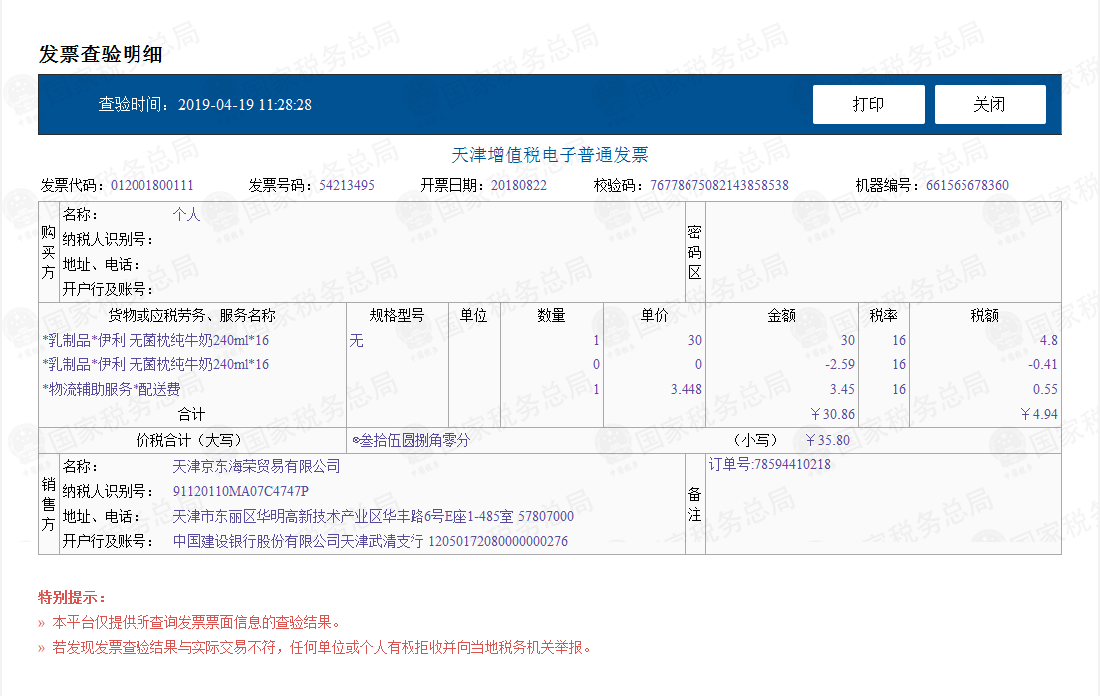 发票查验明细
查验时间：2019-04-19 11:28:28 打印 关闭
天津增值税电子普通发票
发票代码：012001800111 发票号码：54213495 开票日期：20180822 校验码：77678675082143858538 机器编号：661565678360
购买方 名称： 个人 密码区
纳税人识别号：
地址、电话：
开户行及账号：
货物或应税劳务、服务名称 规格型号 单位 数量 单价 金额 税率 税额
*乳制品*伊利 无菌枕纯牛奶240ml*16 无 1 30 30 16 4.8
*乳制品*伊利 无菌枕纯牛奶240ml*16 0 0 -2.59 16 -0.41
*物流辅助服务*配送费 1 3.448 3.45 16 0.55
合计 ￥30.86 ￥4.94
价税合计（大写） ⊗叁拾伍圆捌角零分 （小写） ￥35.80
销售方 名称： 天津京东海荣贸易有限公司 备注 订单号:78594410218
纳税人识别号： 91120110MA07C4747P
地址、电话： 天津市东丽区华明高新技术产业区华丰路6号E座1-485室 57807000
开户行及账号： 中国建设银行股份有限公司天津武清支行 12050172080000000276
特别提示：
» 本平台仅提供所查询发票票面信息的查验结果。
» 若发现发票查验结果与实际交易不符，任何单位或个人有权拒收并向当地税务机关举报。